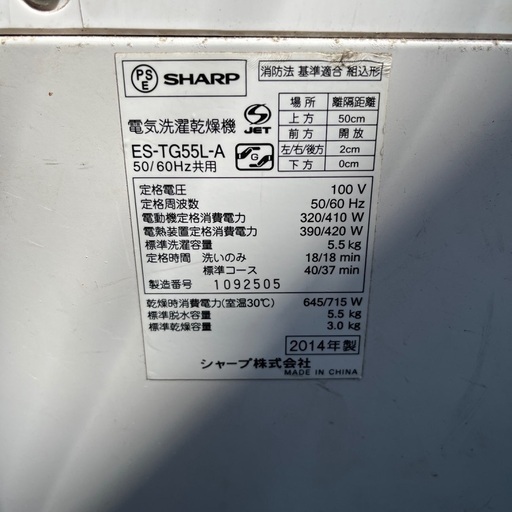 PSE SHARP
消防法 基準適合 組込形
電気洗濯乾燥機
S JET
ES-TG55L-A
G
50/60Hz共用
場所 離隔距離
上方 50cm
前方 開放
左/右/後方 2cm
下方 0cm
定格電圧 100 V
定格周波数 50/60 Hz
電動機定格消費電力 320/410 W
電熱装置定格消費電力 390/420 W
標準洗濯容量 5.5 kg
定格時間 洗いのみ 18/18 min
標準コース 40/37 min
製造番号 1092505
乾燥時消費電力(室温30℃) 645/715 W
標準脱水容量 5.5 kg
標準乾燥容量 3.0 kg
2014年製
シャープ株式会社
MADE IN CHINA